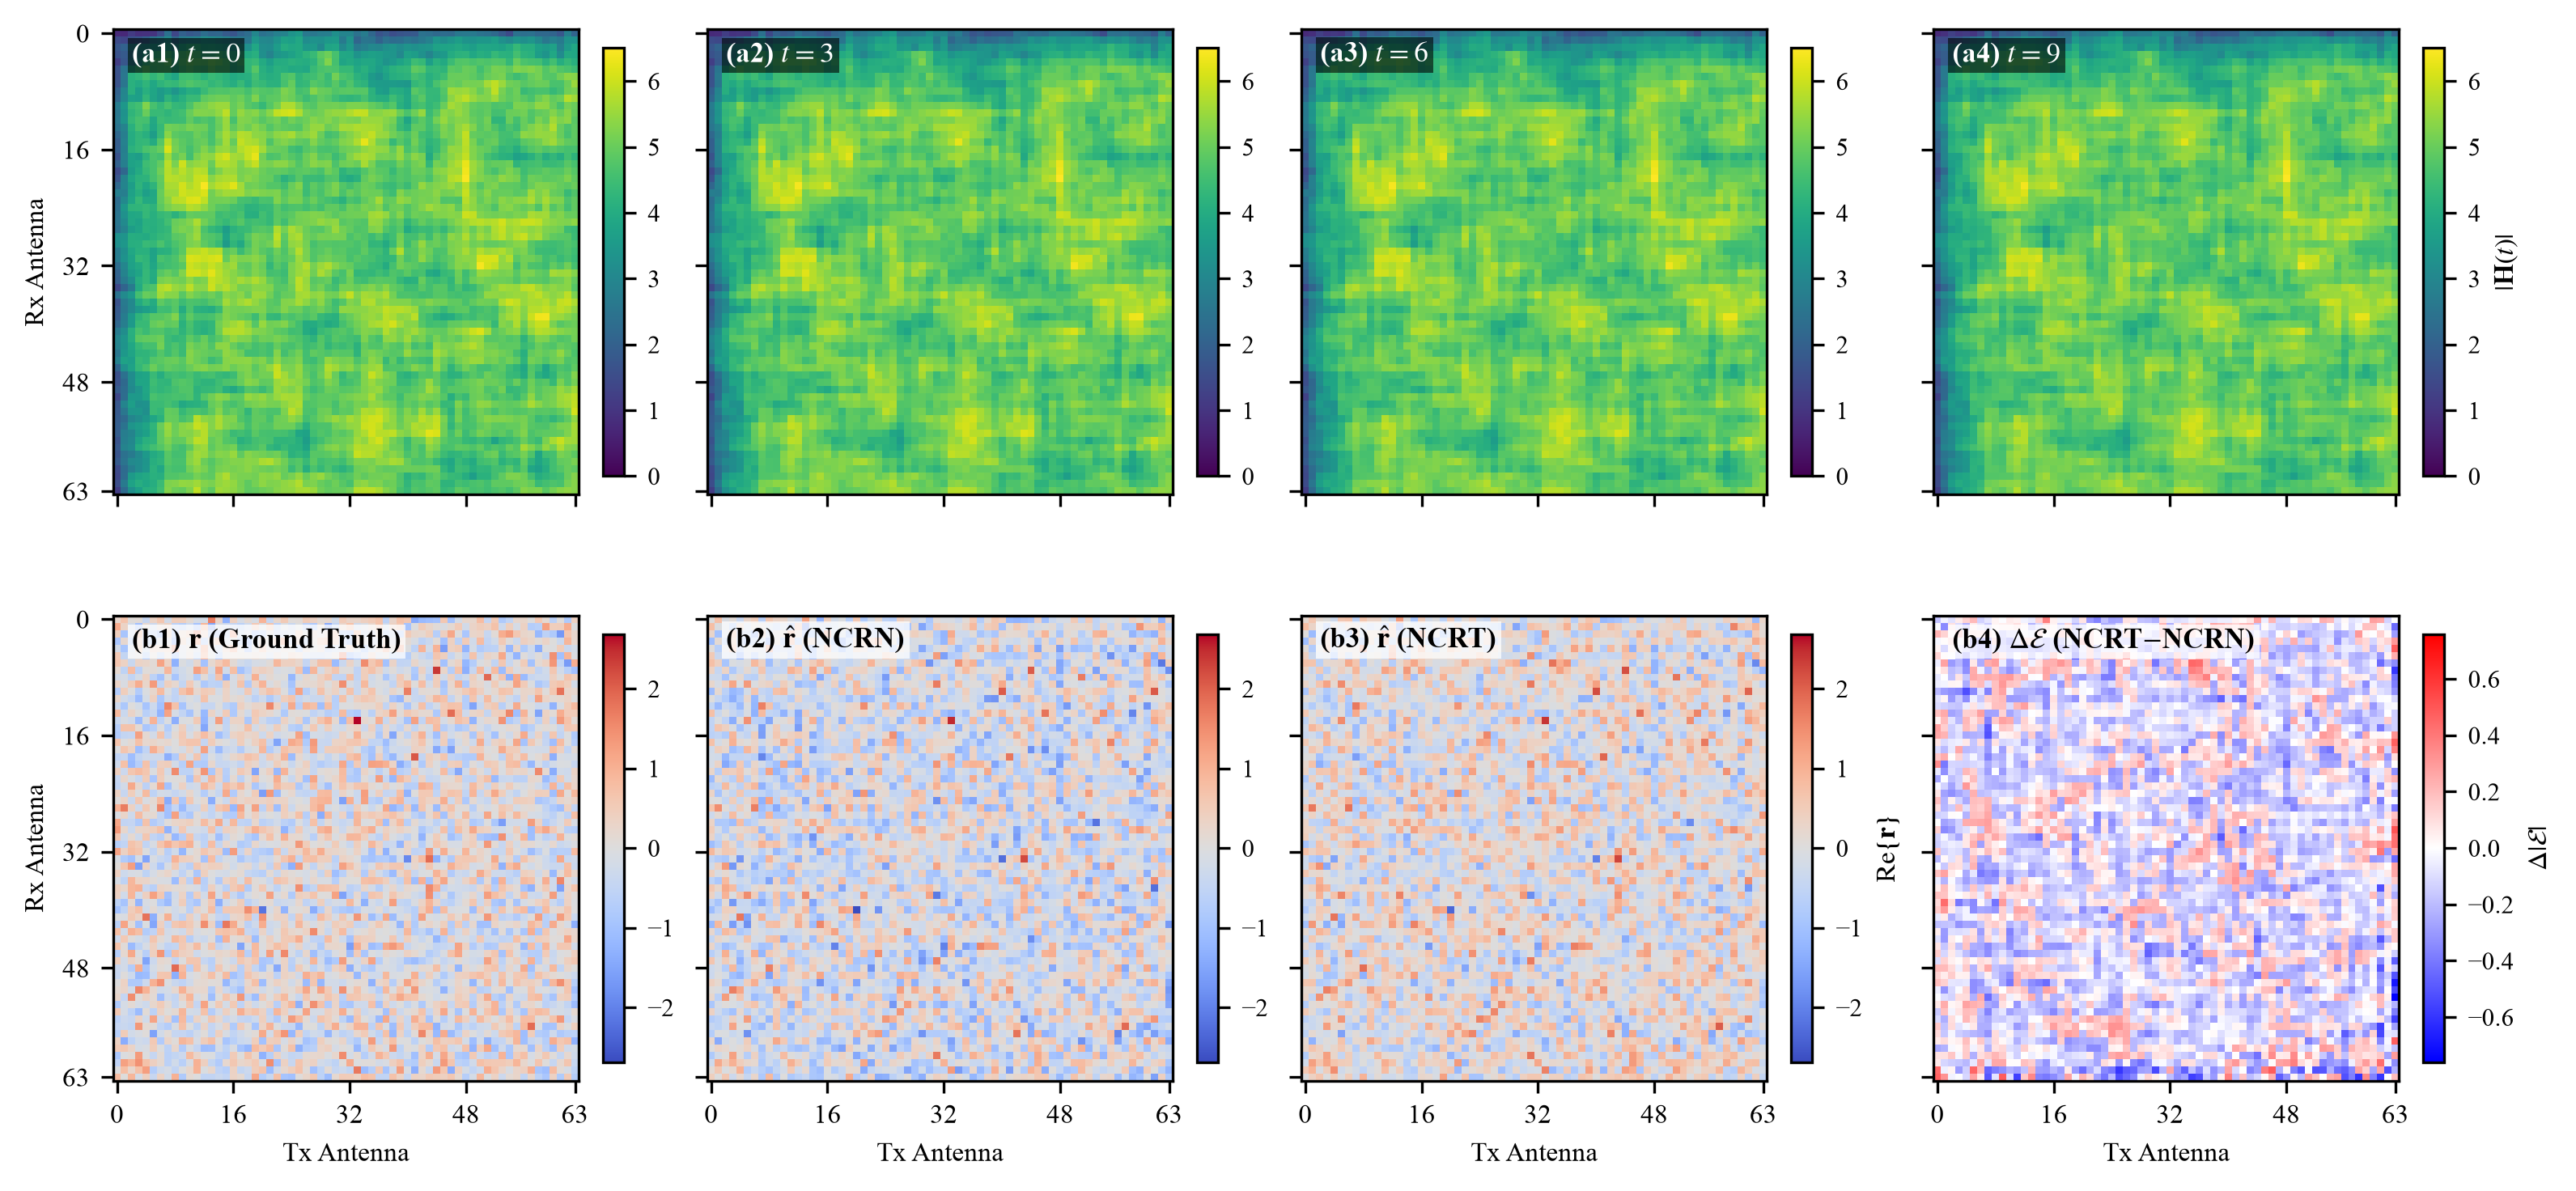 (a1) t = 0
(a2) t = 3
(a3) t = 6
(a4) t = 9
0
16
32
48
63
Rx Antenna
6
5
4
3
2
1
0
6
5
4
3
2
1
0
6
5
4
3
2
1
0
6
5
4
3
2
1
0
|H(t)|
(b1) r (Ground Truth)
(b2) r̂ (NCRN)
(b3) r̂ (NCRT)
(b4) Δℰ (NCRT−NCRN)
0
16
32
48
63
Rx Antenna
2
1
0
−1
−2
2
1
0
−1
−2
2
1
0
−1
−2
Re{r}
0.6
0.4
0.2
0.0
−0.2
−0.4
−0.6
Δ|ℰ|
0 16 32 48 63
0 16 32 48 63
0 16 32 48 63
0 16 32 48 63
Tx Antenna
Tx Antenna
Tx Antenna
Tx Antenna